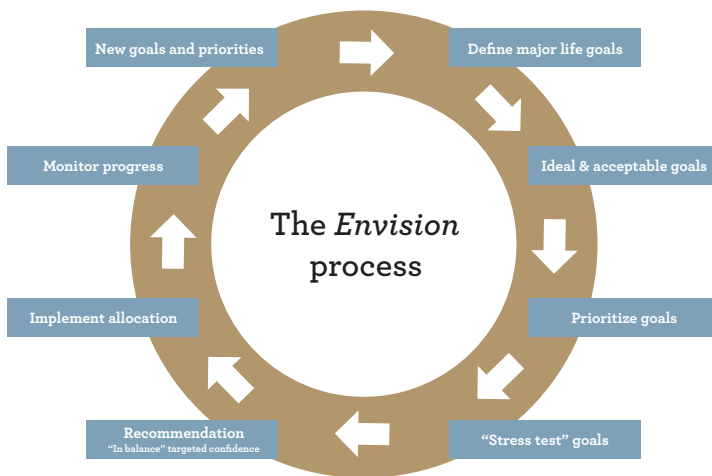 New goals and priorities
Define major life goals
Monitor progress
Ideal & acceptable goals
The Envision
process
Implement allocation
Prioritize goals
Recommendation
“In balance” targeted confidence
“Stress test” goals